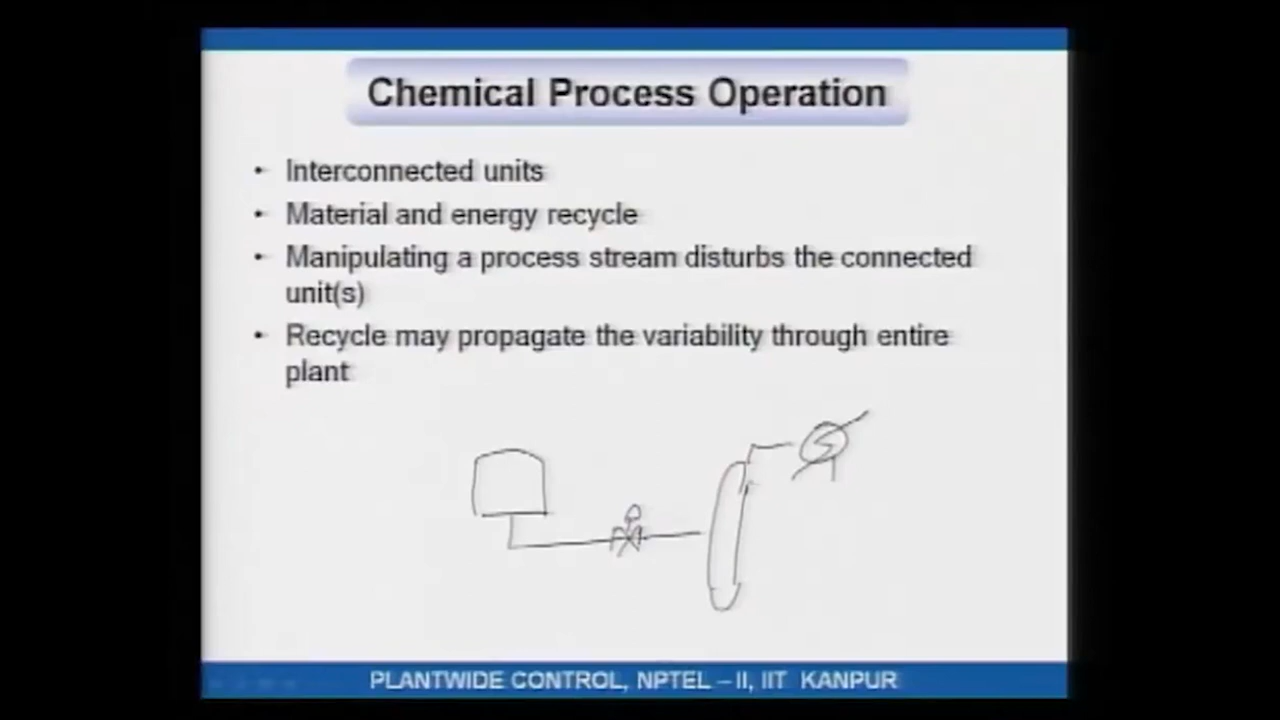 Chemical Process Operation
• Interconnected units
• Material and energy recycle
• Manipulating a process stream disturbs the connected
unit(s)
• Recycle may propagate the variability through entire
plant
PLANTWIDE CONTROL, NPTEL – II, IIT KANPUR